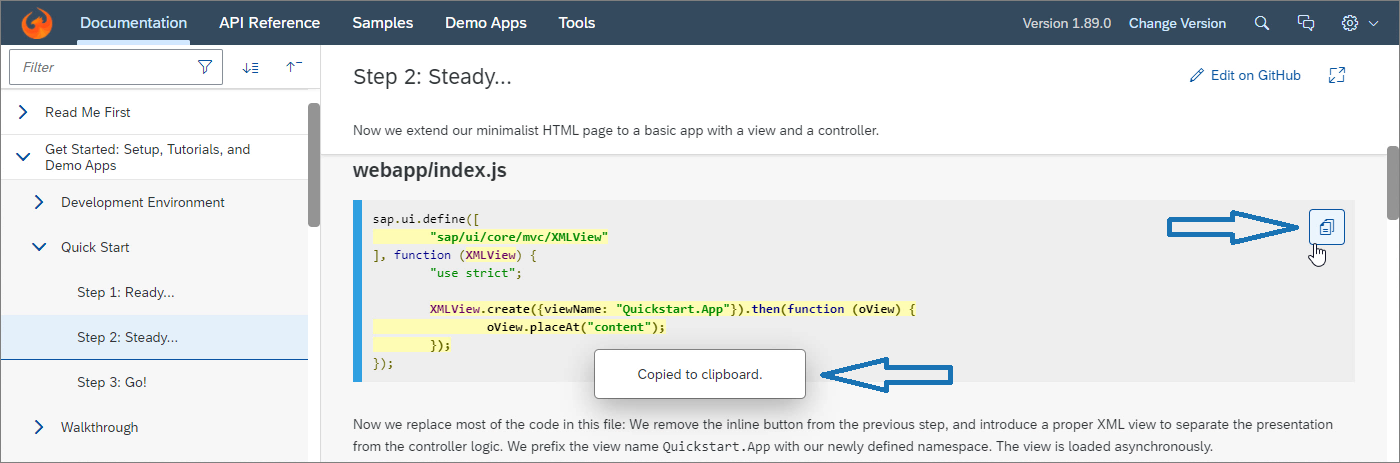 Documentation API Reference Samples Demo Apps Tools Version 1.89.0 Change Version
Filter
Read Me First
Get Started: Setup, Tutorials, and
Demo Apps
Development Environment
Quick Start
Step 1: Ready...
Step 2: Steady...
Step 3: Go!
Walkthrough
Step 2: Steady...
Edit on GitHub
Now we extend our minimalist HTML page to a basic app with a view and a controller.
webapp/index.js
sap.ui.define([
"sap/ui/core/mvc/XMLView"
], function (XMLView) {
"use strict";
XMLView.create({viewName: "Quickstart.App"}).then(function (oView) {
oView.placeAt("content");
});
});
Copied to clipboard.
Now we replace most of the code in this file: We remove the inline button from the previous step, and introduce a proper XML view to separate the presentation
from the controller logic. We prefix the view name Quickstart.App with our newly defined namespace. The view is loaded asynchronously.